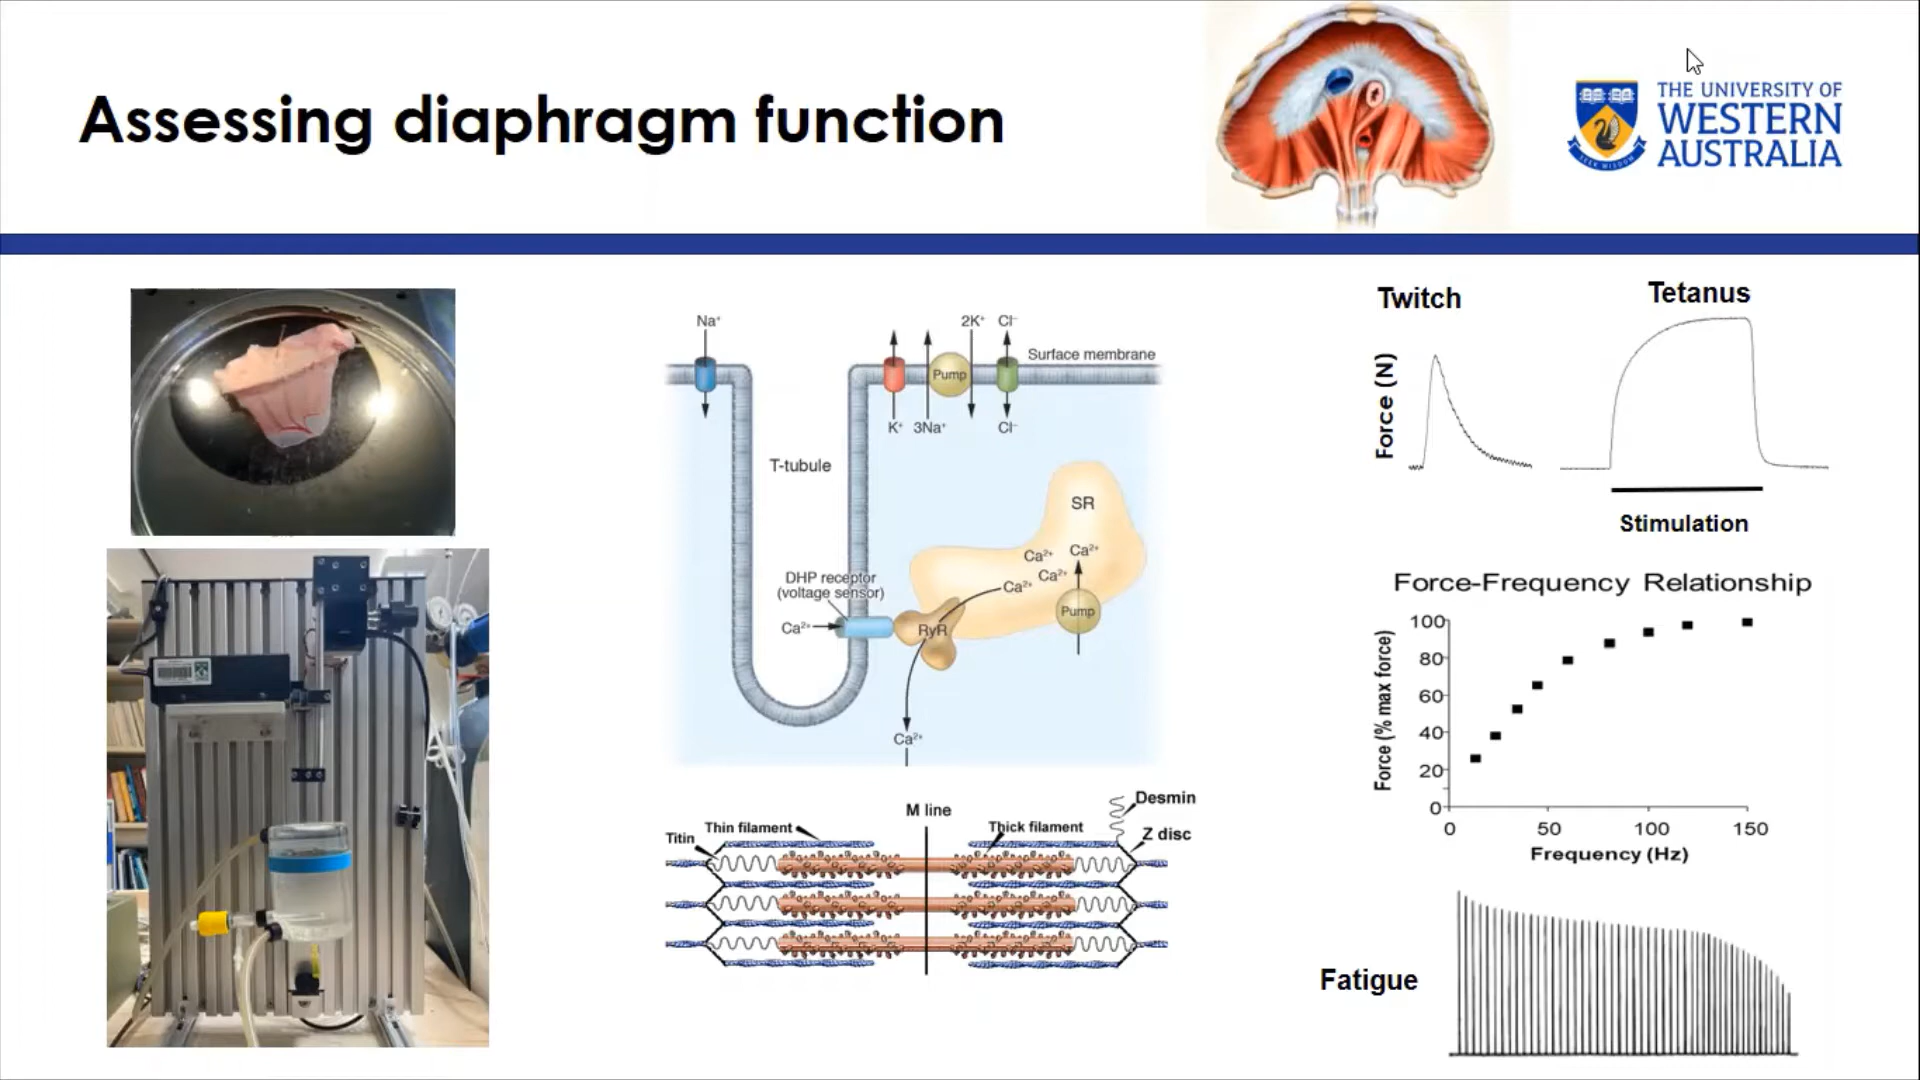 Assessing diaphragm function
THE UNIVERSITY OF
WESTERN
AUSTRALIA
SEEK WISDOM
Na⁺
2K⁺
Cl⁻
Surface membrane
Pump
K⁺
3Na⁺
Cl⁻
T-tubule
SR
Ca²⁺
Ca²⁺
Ca²⁺
Ca²⁺
DHP receptor
(voltage sensor)
Ca²⁺
RyR
Pump
Ca²⁺
M line
Desmin
Thin filament
Thick filament
Z disc
Titin
Twitch
Tetanus
Force (N)
Stimulation
Force-Frequency Relationship
Force (% max force)
100
80
60
40
20
0
0
50
100
150
Frequency (Hz)
Fatigue